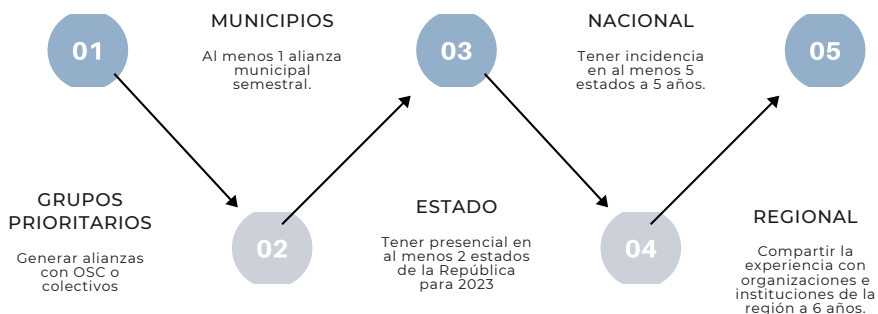 01
GRUPOS
PRIORITARIOS
Generar alianzas
con OSC o
colectivos
MUNICIPIOS
Al menos 1 alianza
municipal
semestral.
02
03
ESTADO
Tener presencial en
al menos 2 estados
de la República
para 2023
NACIONAL
Tener incidencia
en al menos 5
estados a 5 años.
04
05
REGIONAL
Compartir la
experiencia con
organizaciones e
instituciones de la
región a 6 años.